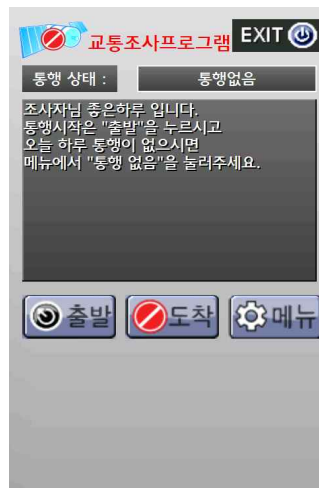 교통조사프로그램 EXIT
통행 상태 : 통행없음
조사자님 좋은하루 입니다.
통행시작은 "출발"을 누르시고
오늘 하루 통행이 없으시면
메뉴에서 "통행 없음"을 눌러주세요.
출발 도착 메뉴